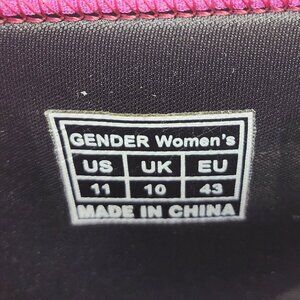 GENDER Women's
US UK EU
11 10 43
MADE IN CHINA